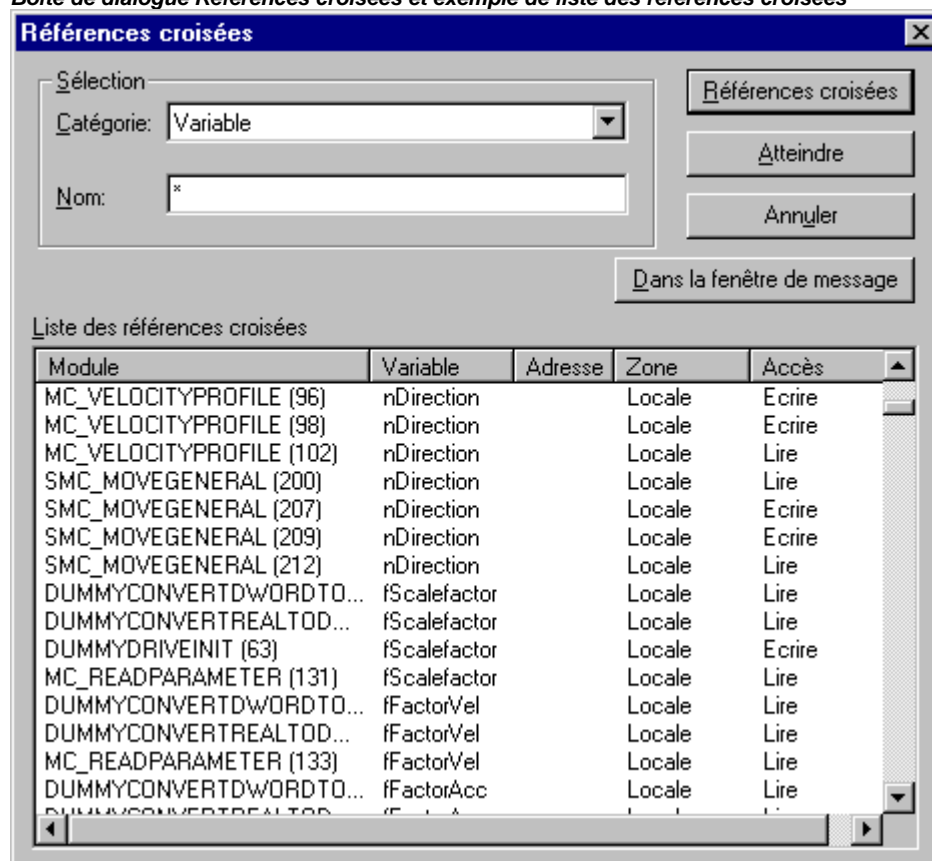 Boîte de dialogue Références croisées et exemple de liste des références croisées
Références croisées
Sélection
Catégorie: Variable
Nom: *
Références croisées
Atteindre
Annuler
Dans la fenêtre de message
Liste des références croisées
Module Variable Adresse Zone Accès
MC_VELOCITYPROFILE (96) nDirection Locale Ecrire
MC_VELOCITYPROFILE (98) nDirection Locale Ecrire
MC_VELOCITYPROFILE (102) nDirection Locale Lire
SMC_MOVEGENERAL (200) nDirection Locale Lire
SMC_MOVEGENERAL (207) nDirection Locale Ecrire
SMC_MOVEGENERAL (209) nDirection Locale Ecrire
SMC_MOVEGENERAL (212) nDirection Locale Lire
DUMMYCONVERTDWORDTO... fScalefactor Locale Lire
DUMMYCONVERTREALTOD... fScalefactor Locale Lire
DUMMYDRIVEINIT (63) fScalefactor Locale Ecrire
MC_READPARAMETER (131) fScalefactor Locale Lire
DUMMYCONVERTDWORDTO... fFactorVel Locale Lire
DUMMYCONVERTREALTOD... fFactorVel Locale Lire
MC_READPARAMETER (133) fFactorVel Locale Lire
DUMMYCONVERTDWORDTO... fFactorAcc Locale Lire